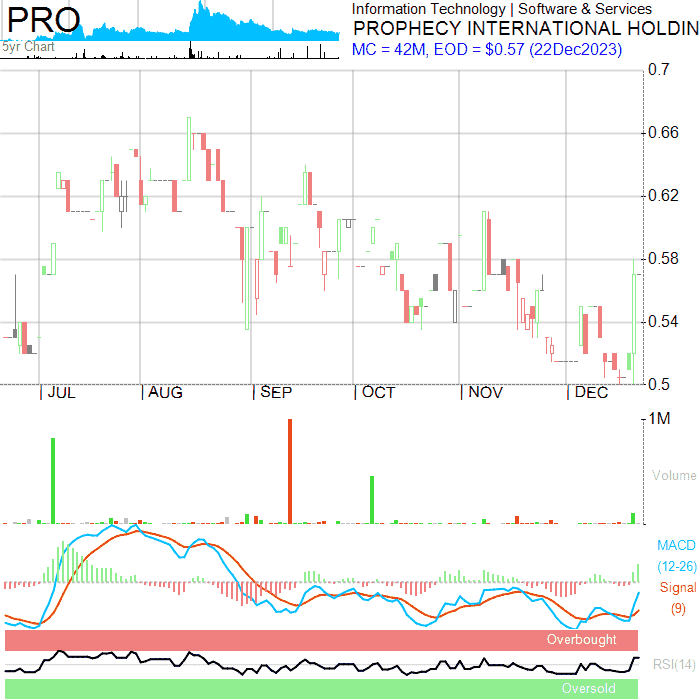 PRO
5yr Chart
Information Technology | Software & Services
PROPHECY INTERNATIONAL HOLDIN
MC = 42M, EOD = $0.57 (22Dec2023)
0.7
0.66
0.62
0.58
0.54
0.5
JUL AUG SEP OCT NOV DEC
1M
Volume
MACD
(12-26)
Signal
(9)
Overbought
RSI(14)
Oversold